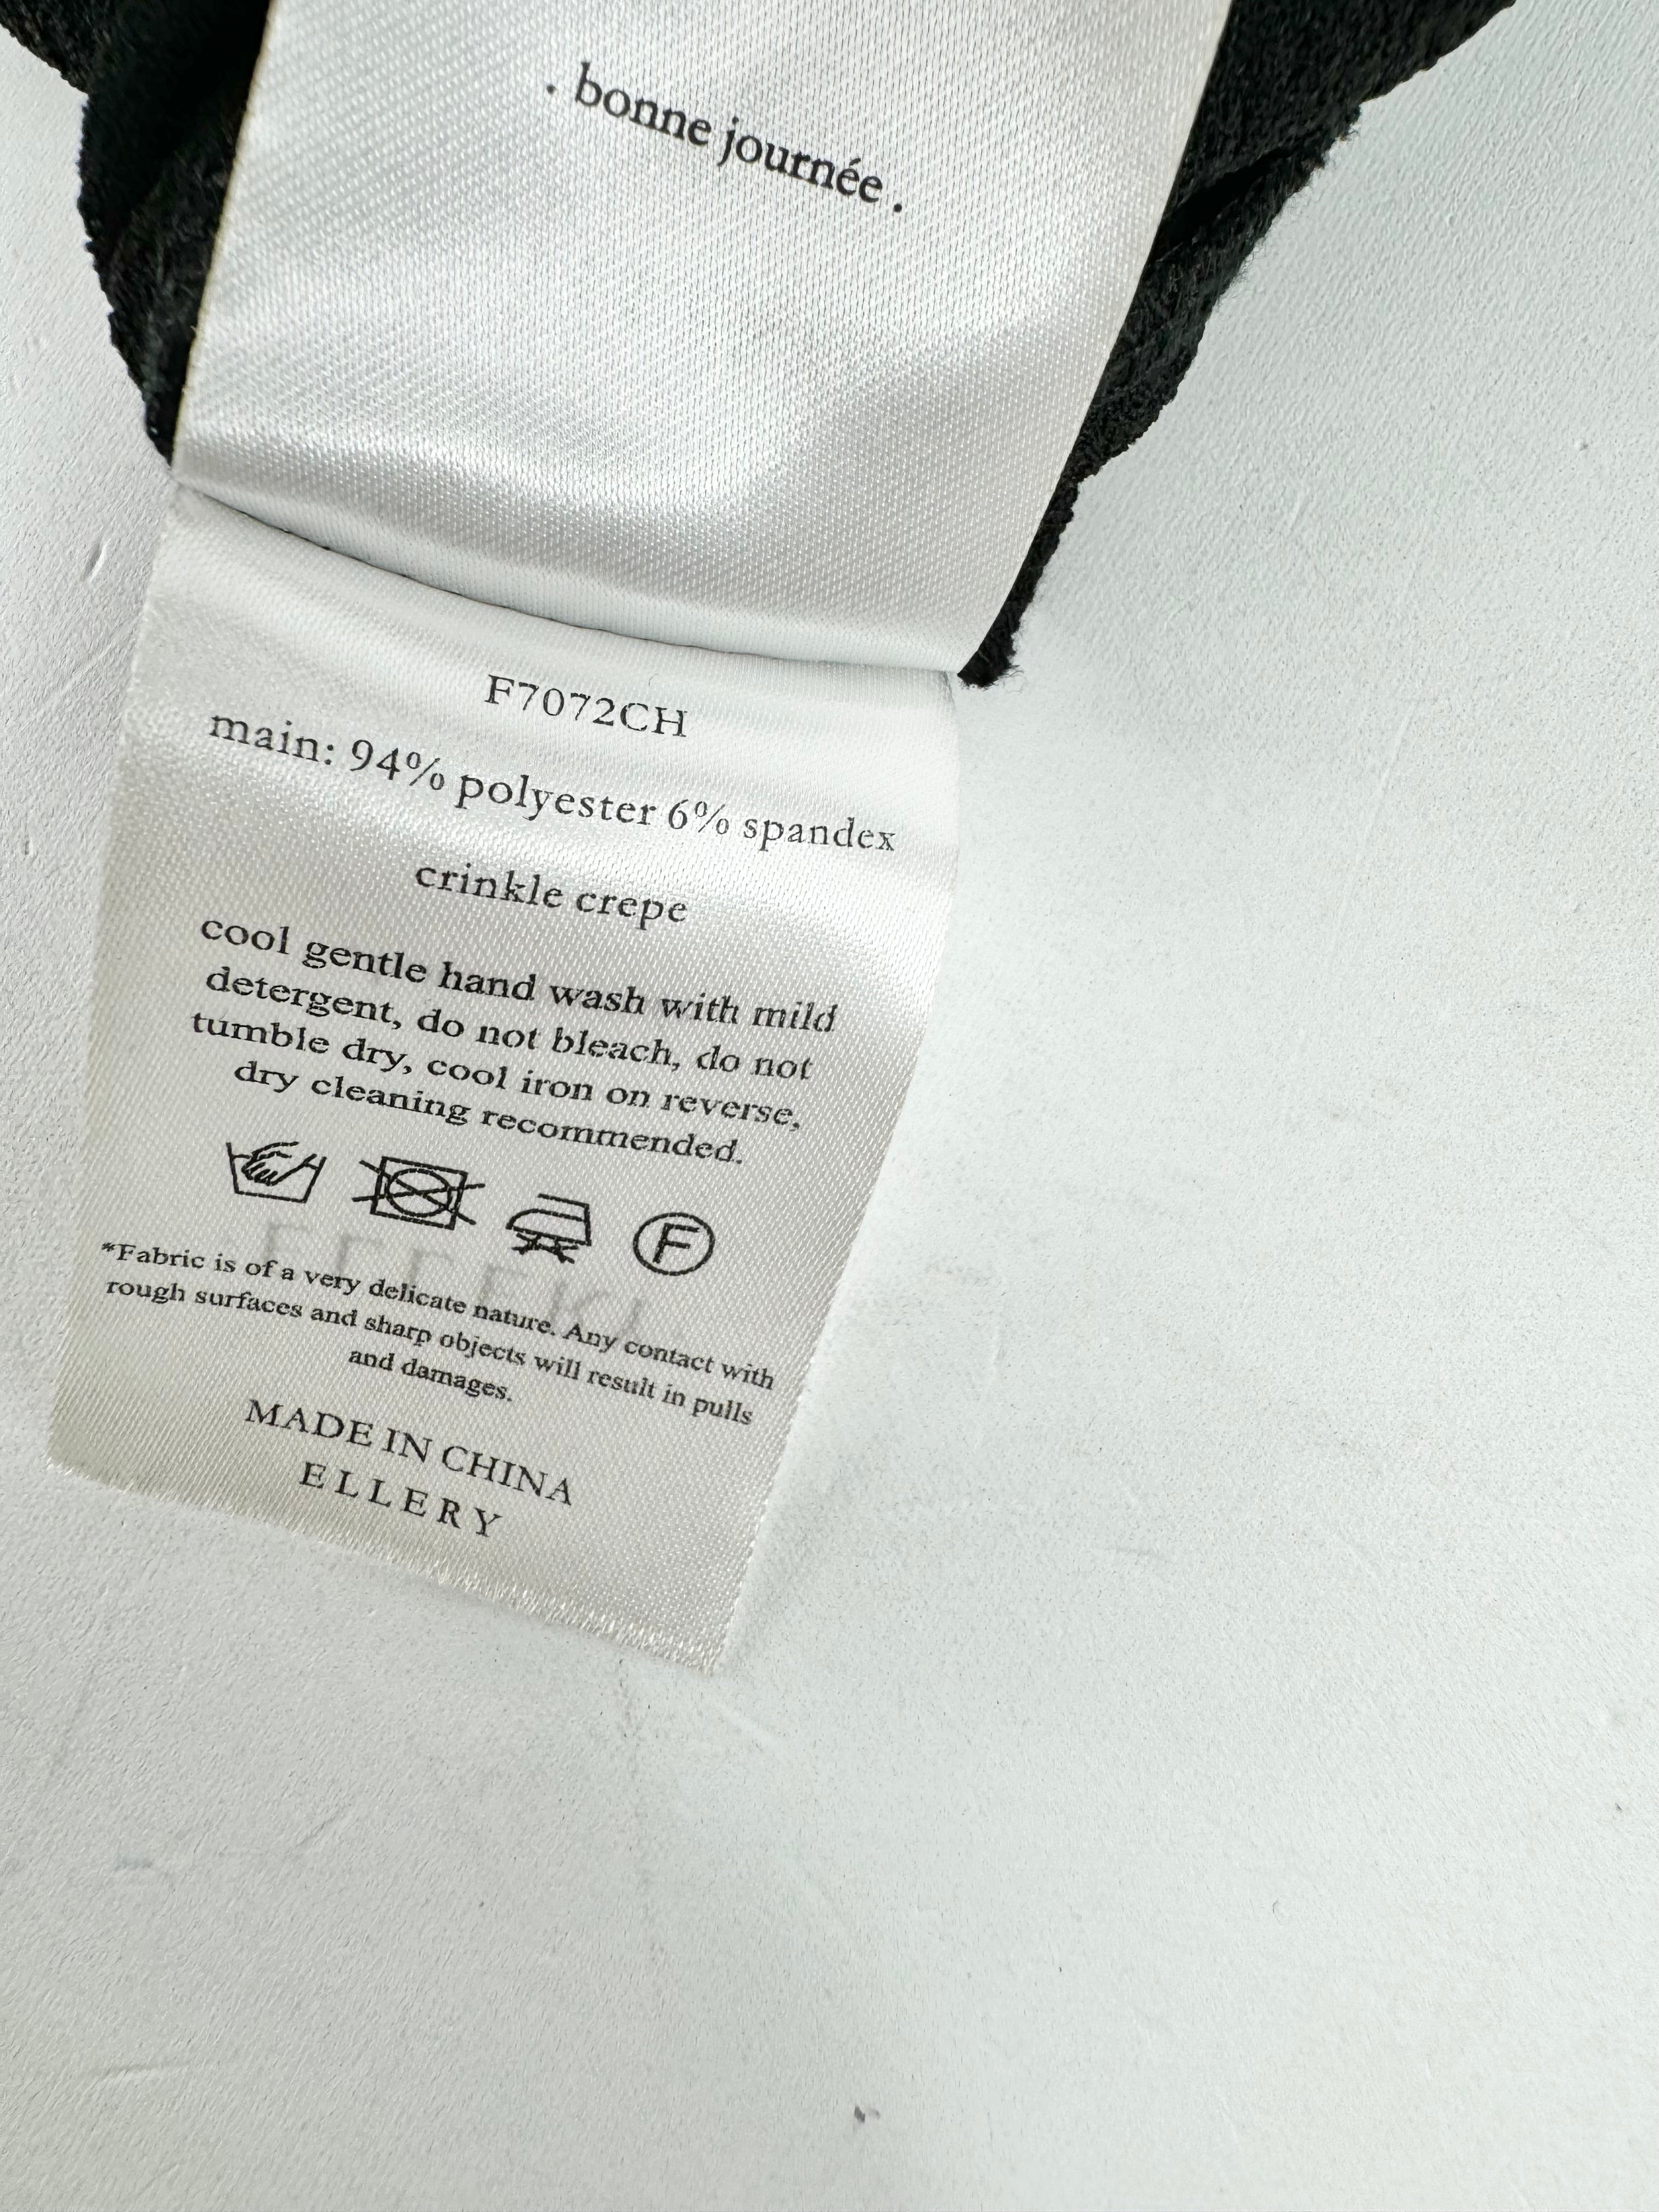 . bonne journée .
F7072CH
main: 94% polyester 6% spandex
crinkle crepe
cool gentle hand wash with mild
detergent, do not bleach, do not
tumble dry, cool iron on reverse,
dry cleaning recommended.
F
*Fabric is of a very delicate nature. Any contact with
rough surfaces and sharp objects will result in pulls
and damages.
MADE IN CHINA
ELLERY